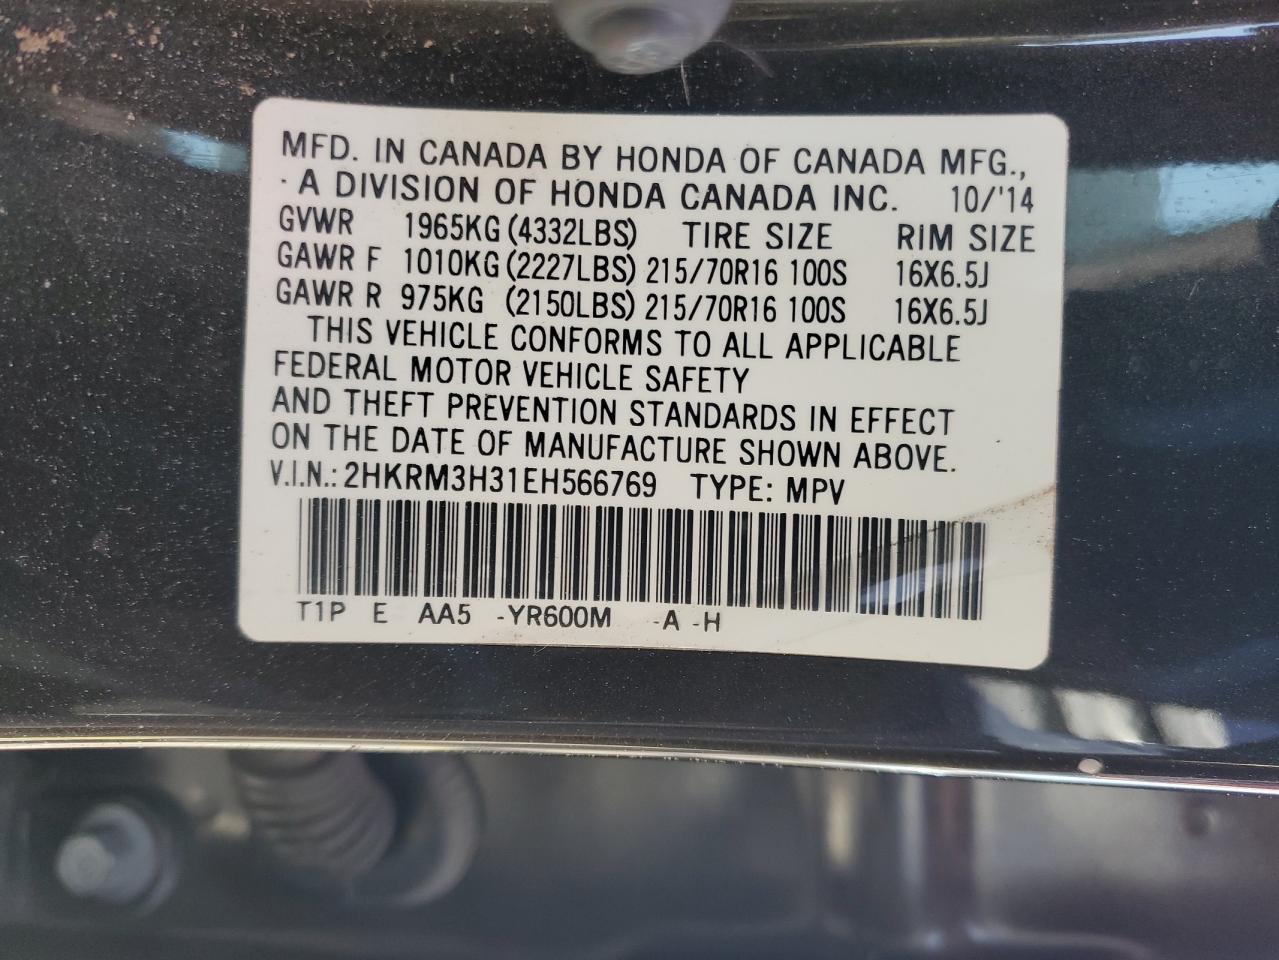 MFD. IN CANADA BY HONDA OF CANADA MFG.,
A DIVISION OF HONDA CANADA INC. 10/'14
GVWR 1965KG (4332LBS) TIRE SIZE RIM SIZE
GAWR F 1010KG (2227LBS) 215/70R16 100S 16X6.5J
GAWR R 975KG (2150LBS) 215/70R16 100S 16X6.5J
THIS VEHICLE CONFORMS TO ALL APPLICABLE
FEDERAL MOTOR VEHICLE SAFETY
AND THEFT PREVENTION STANDARDS IN EFFECT
ON THE DATE OF MANUFACTURE SHOWN ABOVE.
V.I.N.: 2HKRM3H31EH566769 TYPE: MPV
T1P E AA5 -YR600M -A -H